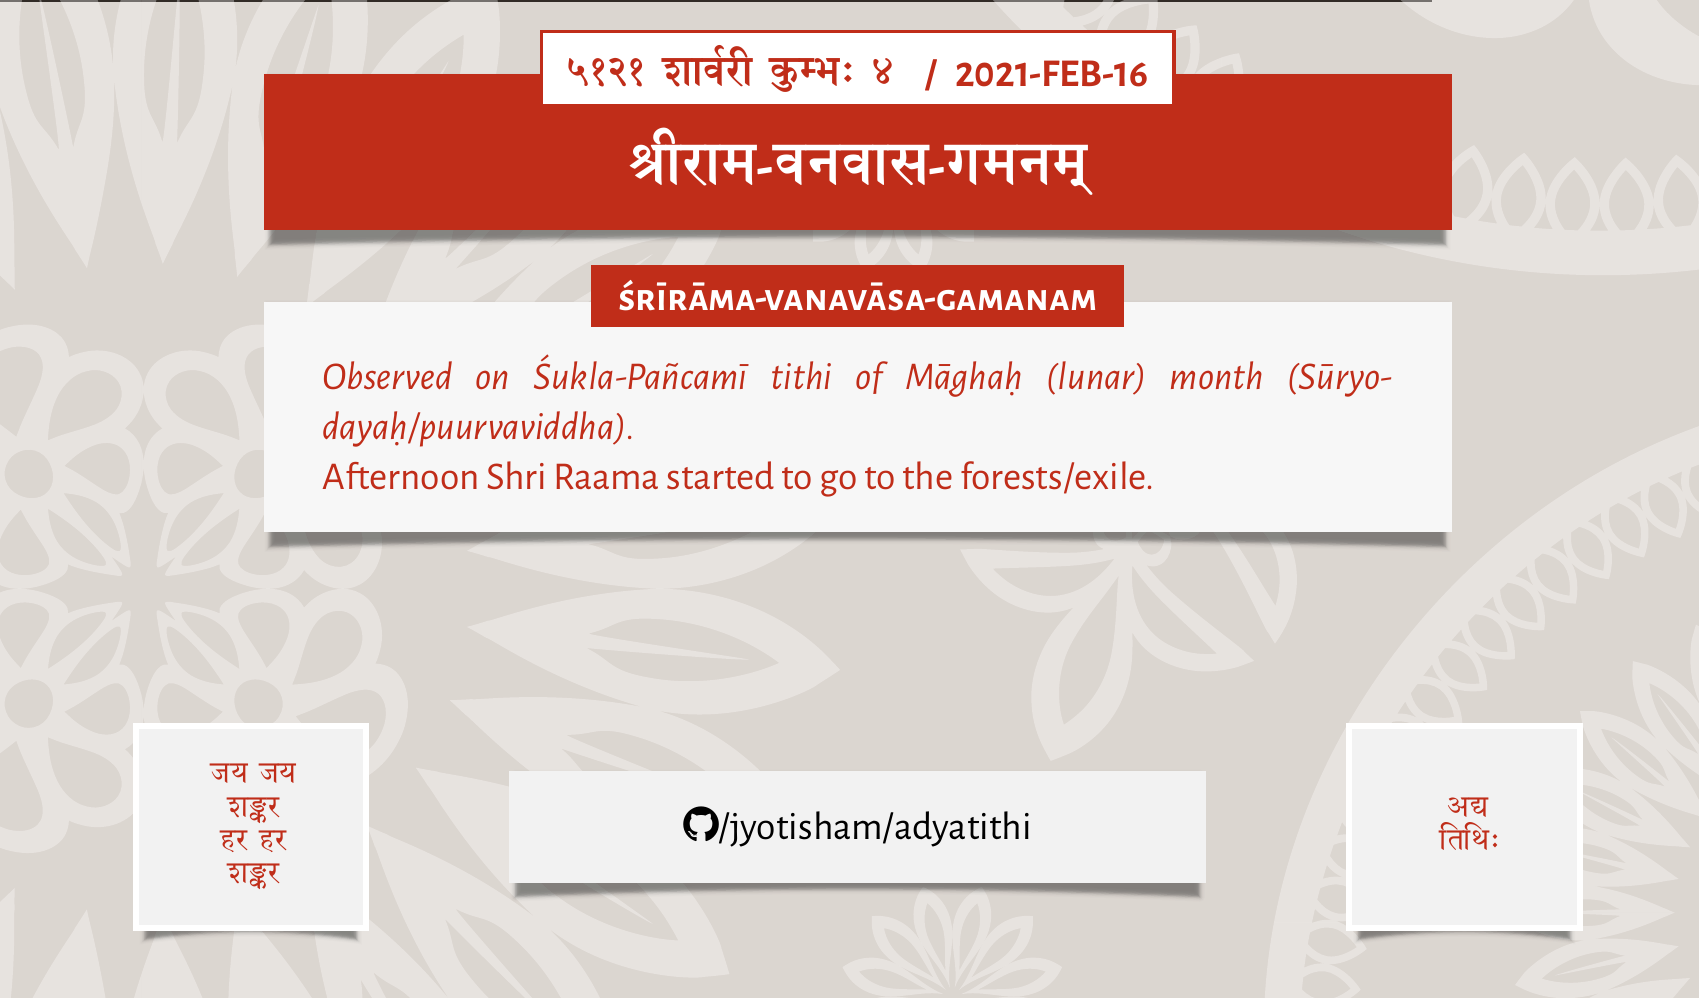 ५१२१ शार्वरी कुम्भः ४ / 2021-FEB-16
श्रीराम-वनवास-गमनम्
ŚRĪRĀMA-VANAVĀSA-GAMANAM
Observed on Śukla-Pañcamī tithi of Māghaḥ (lunar) month (Sūryo-
dayaḥ/puurvaviddha).
Afternoon Shri Raama started to go to the forests/exile.
जय जय
शङ्कर
हर हर
शङ्कर
/jyotisham/adyatithi
अद्य
तिथिः